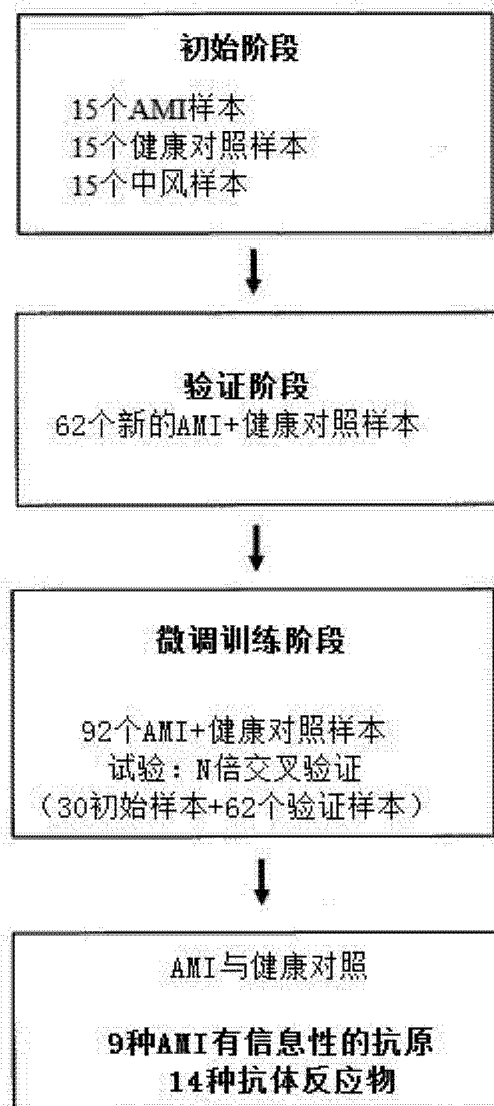 初始阶段
15个AMI样本
15个健康对照样本
15个中风样本
验证阶段
62个新的AMI+健康对照样本
微调训练阶段
92个AMI+健康对照样本
试验：N倍交叉验证
（30初始样本+62个验证样本）
AMI与健康对照
9种AMI有信息性的抗原
14种抗体反应物